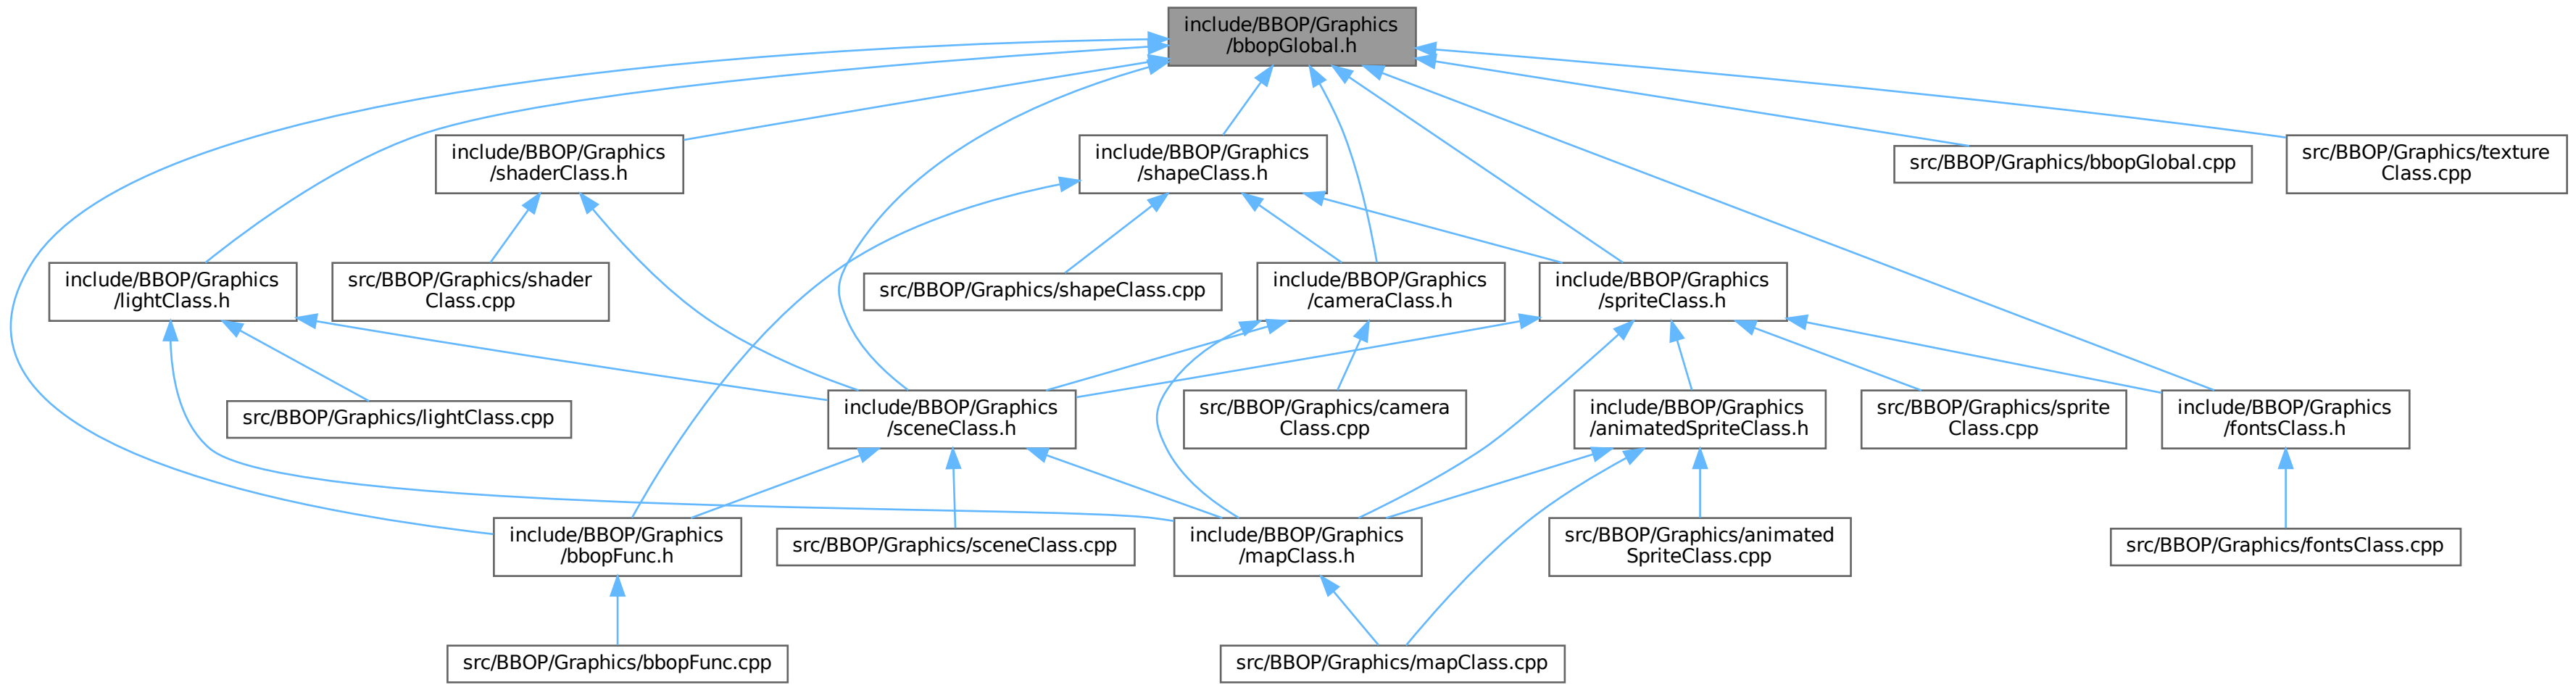 include/BBOP/Graphics
/bbopGlobal.h
include/BBOP/Graphics
/shaderClass.h
include/BBOP/Graphics
/shapeClass.h
src/BBOP/Graphics/bbopGlobal.cpp
src/BBOP/Graphics/texture
Class.cpp
include/BBOP/Graphics
/lightClass.h
src/BBOP/Graphics/shader
Class.cpp
src/BBOP/Graphics/shapeClass.cpp
include/BBOP/Graphics
/cameraClass.h
include/BBOP/Graphics
/spriteClass.h
src/BBOP/Graphics/lightClass.cpp
include/BBOP/Graphics
/sceneClass.h
src/BBOP/Graphics/camera
Class.cpp
include/BBOP/Graphics
/animatedSpriteClass.h
src/BBOP/Graphics/sprite
Class.cpp
include/BBOP/Graphics
/fontsClass.h
include/BBOP/Graphics
/bbopFunc.h
src/BBOP/Graphics/sceneClass.cpp
include/BBOP/Graphics
/mapClass.h
src/BBOP/Graphics/animated
SpriteClass.cpp
src/BBOP/Graphics/fontsClass.cpp
src/BBOP/Graphics/bbopFunc.cpp
src/BBOP/Graphics/mapClass.cpp